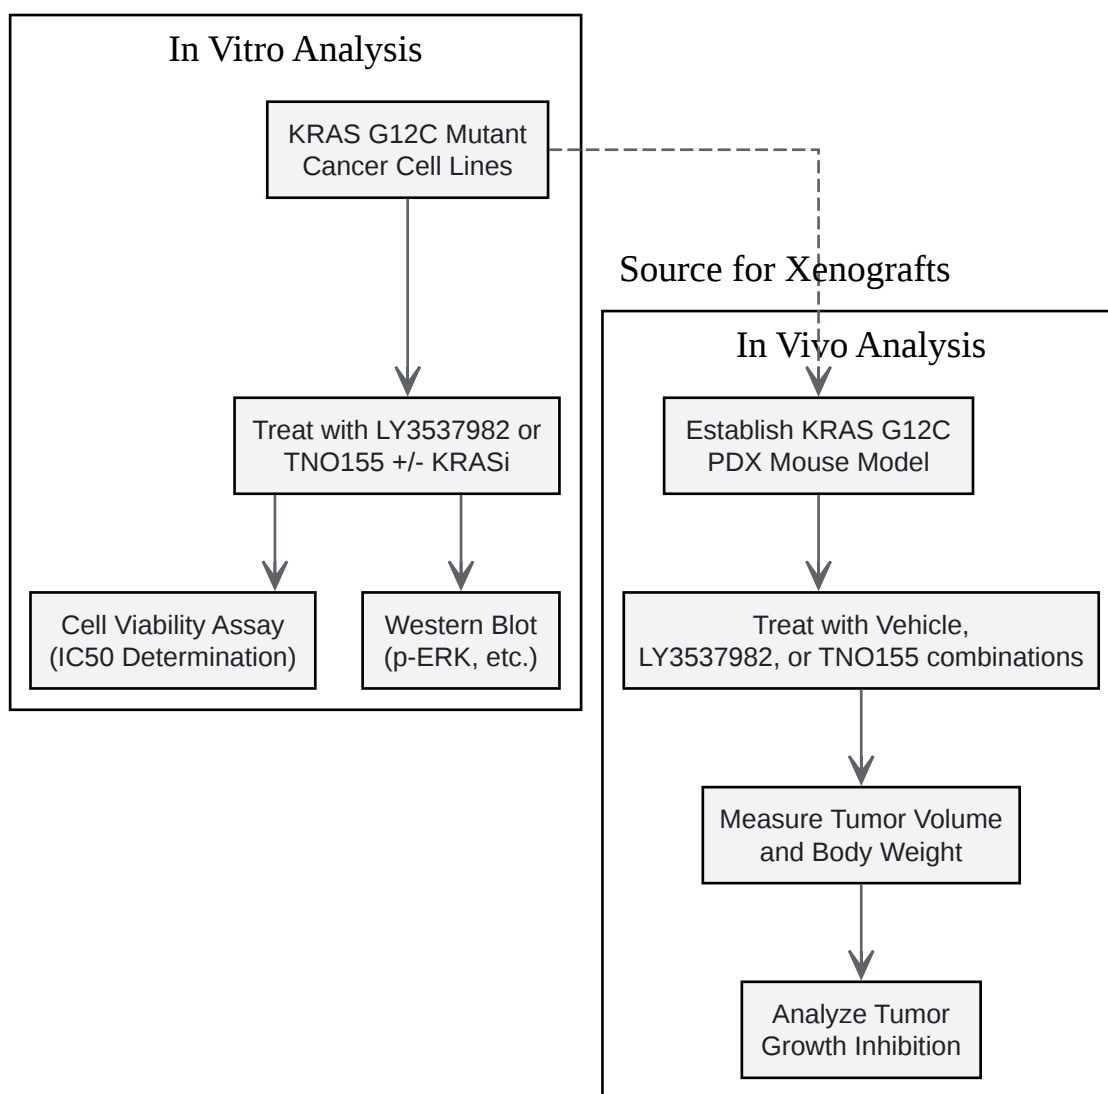 In Vitro Analysis
KRAS G12C Mutant
Cancer Cell Lines
Treat with LY3537982 or
TNO155 +/- KRASi
Cell Viability Assay
(IC50 Determination)
Western Blot
(p-ERK, etc.)
Source for Xenografts
In Vivo Analysis
Establish KRAS G12C
PDX Mouse Model
Treat with Vehicle,
LY3537982, or TNO155 combinations
Measure Tumor Volume
and Body Weight
Analyze Tumor
Growth Inhibition